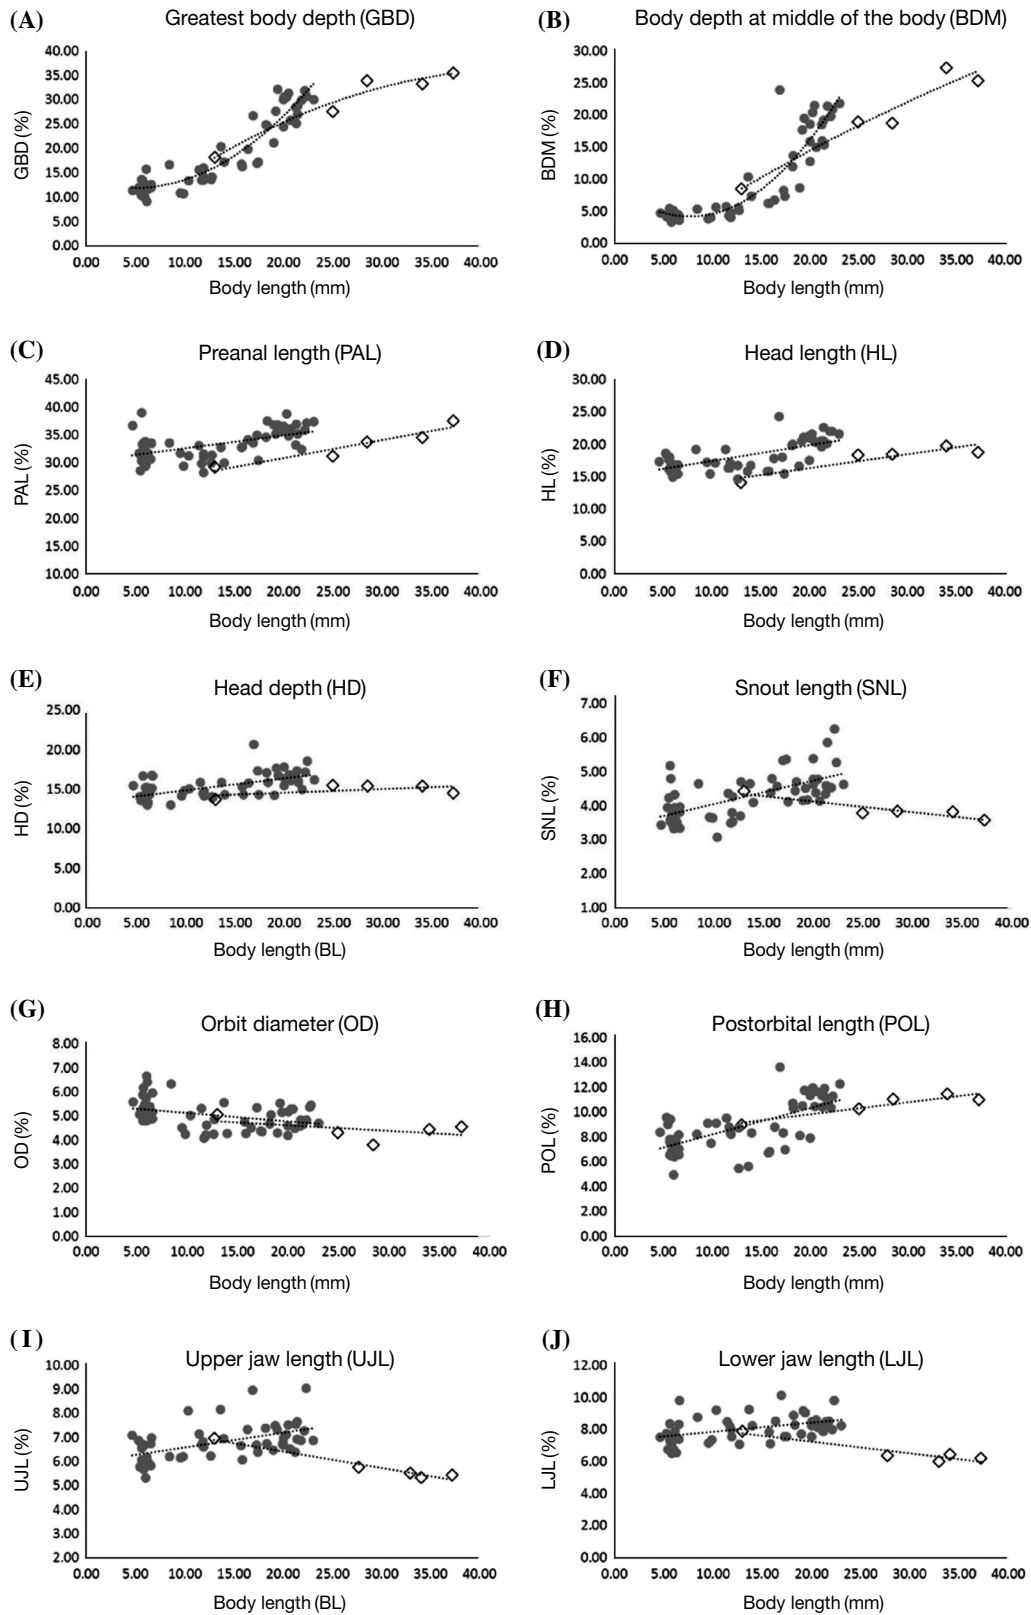 (A) Greatest body depth (GBD)
40.00
35.00
30.00
25.00
20.00
15.00
10.00
5.00
0.00
GBD (%)
0.00 5.00 10.00 15.00 20.00 25.00 30.00 35.00 40.00
Body length (mm)
(B) Body depth at middle of the body (BDM)
30.00
25.00
20.00
15.00
10.00
5.00
0.00
BDM (%)
0.00 5.00 10.00 15.00 20.00 25.00 30.00 35.00 40.00
Body length (mm)
(C) Preanal length (PAL)
45.00
40.00
35.00
30.00
25.00
20.00
15.00
10.00
PAL (%)
0.00 5.00 10.00 15.00 20.00 25.00 30.00 35.00 40.00
Body length (mm)
(D) Head length (HL)
30.00
25.00
20.00
15.00
10.00
5.00
0.00
HL (%)
0.00 5.00 10.00 15.00 20.00 25.00 30.00 35.00 40.00
Body length (mm)
(E) Head depth (HD)
25.00
20.00
15.00
10.00
5.00
0.00
HD (%)
0.00 5.00 10.00 15.00 20.00 25.00 30.00 35.00 40.00
Body length (BL)
(F) Snout length (SNL)
7.00
6.00
5.00
4.00
3.00
2.00
1.00
SNL (%)
0.00 5.00 10.00 15.00 20.00 25.00 30.00 35.00 40.00
Body length (mm)
(G) Orbit diameter (OD)
8.00
7.00
6.00
5.00
4.00
3.00
2.00
1.00
0.00
OD (%)
0.00 5.00 10.00 15.00 20.00 25.00 30.00 35.00 40.00
Body length (mm)
(H) Postorbital length (POL)
16.00
14.00
12.00
10.00
8.00
6.00
4.00
2.00
0.00
POL (%)
0.00 5.00 10.00 15.00 20.00 25.00 30.00 35.00 40.00
Body length (mm)
(I) Upper jaw length (UJL)
10.00
9.00
8.00
7.00
6.00
5.00
4.00
3.00
2.00
UJL (%)
0.00 5.00 10.00 15.00 20.00 25.00 30.00 35.00 40.00
Body length (BL)
(J) Lower jaw length (LJL)
12.00
10.00
8.00
6.00
4.00
2.00
0.00
LJL (%)
0.00 5.00 10.00 15.00 20.00 25.00 30.00 35.00 40.00
Body length (mm)